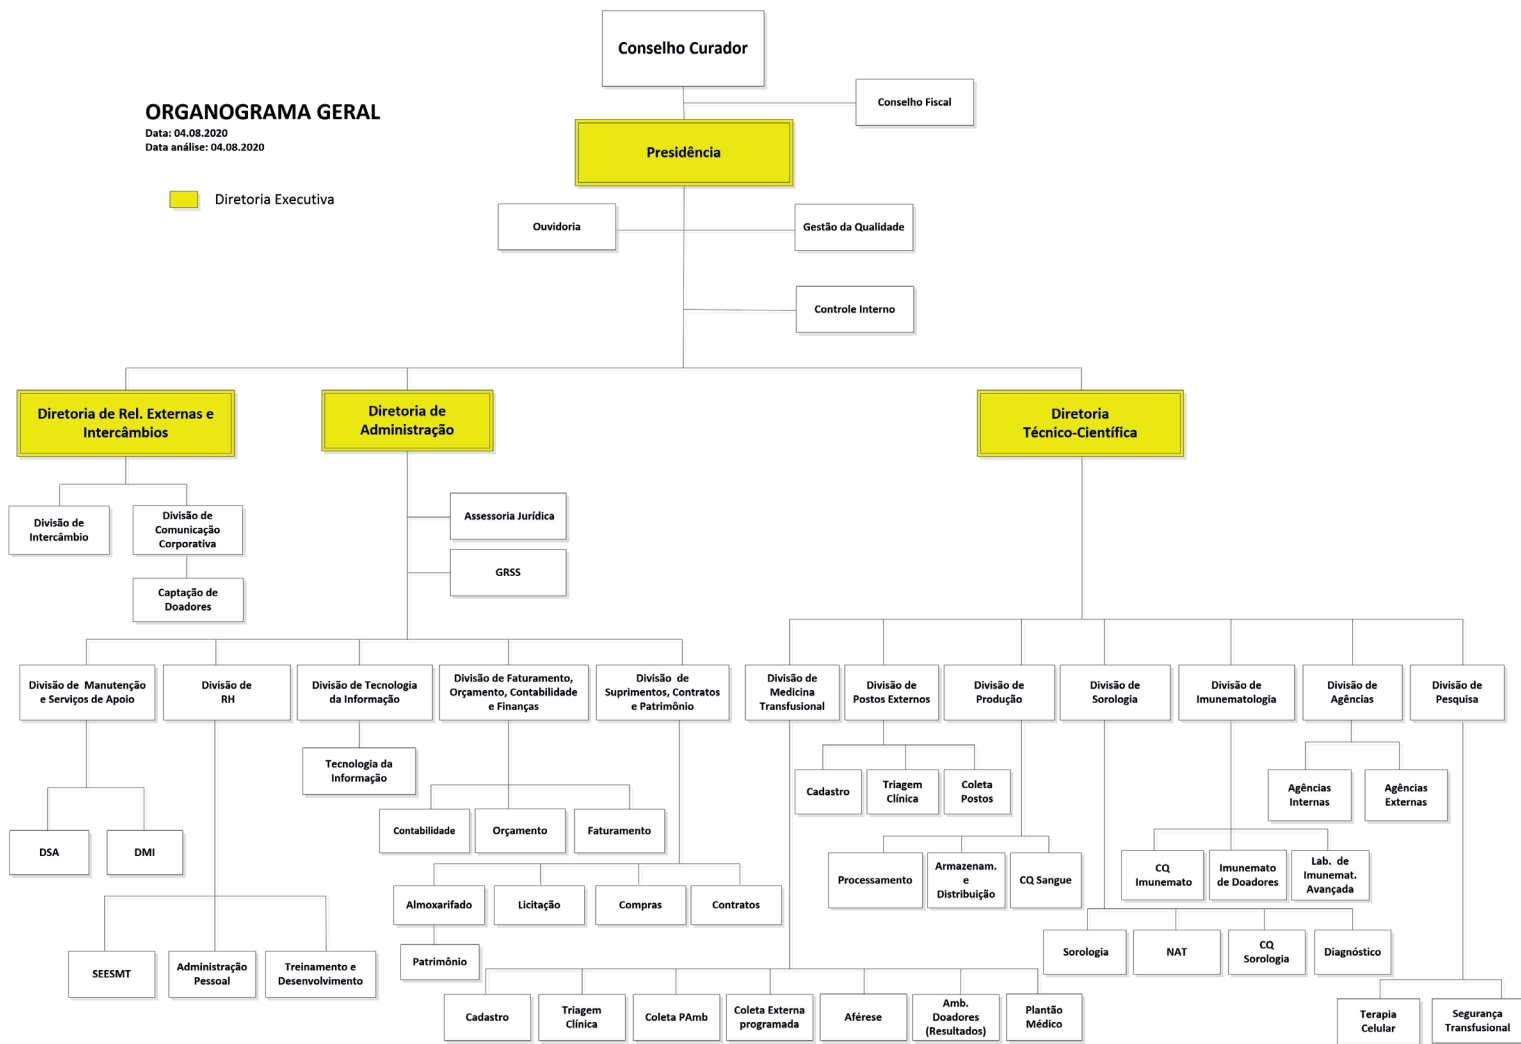 Conselho Curador
Conselho Fiscal
ORGANOGRAMA GERAL
Data: 04.08.2020
Data análise: 04.08.2020
Presidência
Diretoria Executiva
Ouvidoria
Gestão da Qualidade
Controle Interno
Diretoria de Rel. Externas e
Intercâmbios
Diretoria de
Administração
Diretoria
Técnico-Científica
Divisão de
Intercâmbio
Divisão de
Comunicação
Corporativa
Captação de
Doadores
Assessoria Jurídica
GRSS
Divisão de Manutenção
e Serviços de Apoio
Divisão de
RH
Divisão de Tecnologia
da Informação
Divisão de Faturamento,
Orçamento, Contabilidade
e Finanças
Divisão de
Suprimentos, Contratos
e Patrimônio
Divisão de
Medicina
Transfusional
Divisão de
Postos Externos
Divisão de
Produção
Divisão de
Sorologia
Divisão de
Imunematologia
Divisão de
Agências
Divisão de
Pesquisa
Tecnologia da
Informação
Cadastro
Triagem
Clínica
Coleta
Postos
Agências
Internas
Agências
Externas
DSA
DMI
Contabilidade
Orçamento
Faturamento
Processamento
Armazenam.
e
Distribuição
CQ Sangue
CQ
Imunemato
Imunemato
de Doadores
Lab. de
Imunemat.
Avançada
Almoxarifado
Licitação
Compras
Contratos
Patrimônio
SEESMT
Administração
Pessoal
Treinamento e
Desenvolvimento
Sorologia
NAT
CQ
Sorologia
Diagnóstico
Cadastro
Triagem
Clínica
Coleta PAmb
Coleta Externa
programada
Aférese
Amb.
Doadores
(Resultados)
Plantão
Médico
Terapia
Celular
Segurança
Transfusional